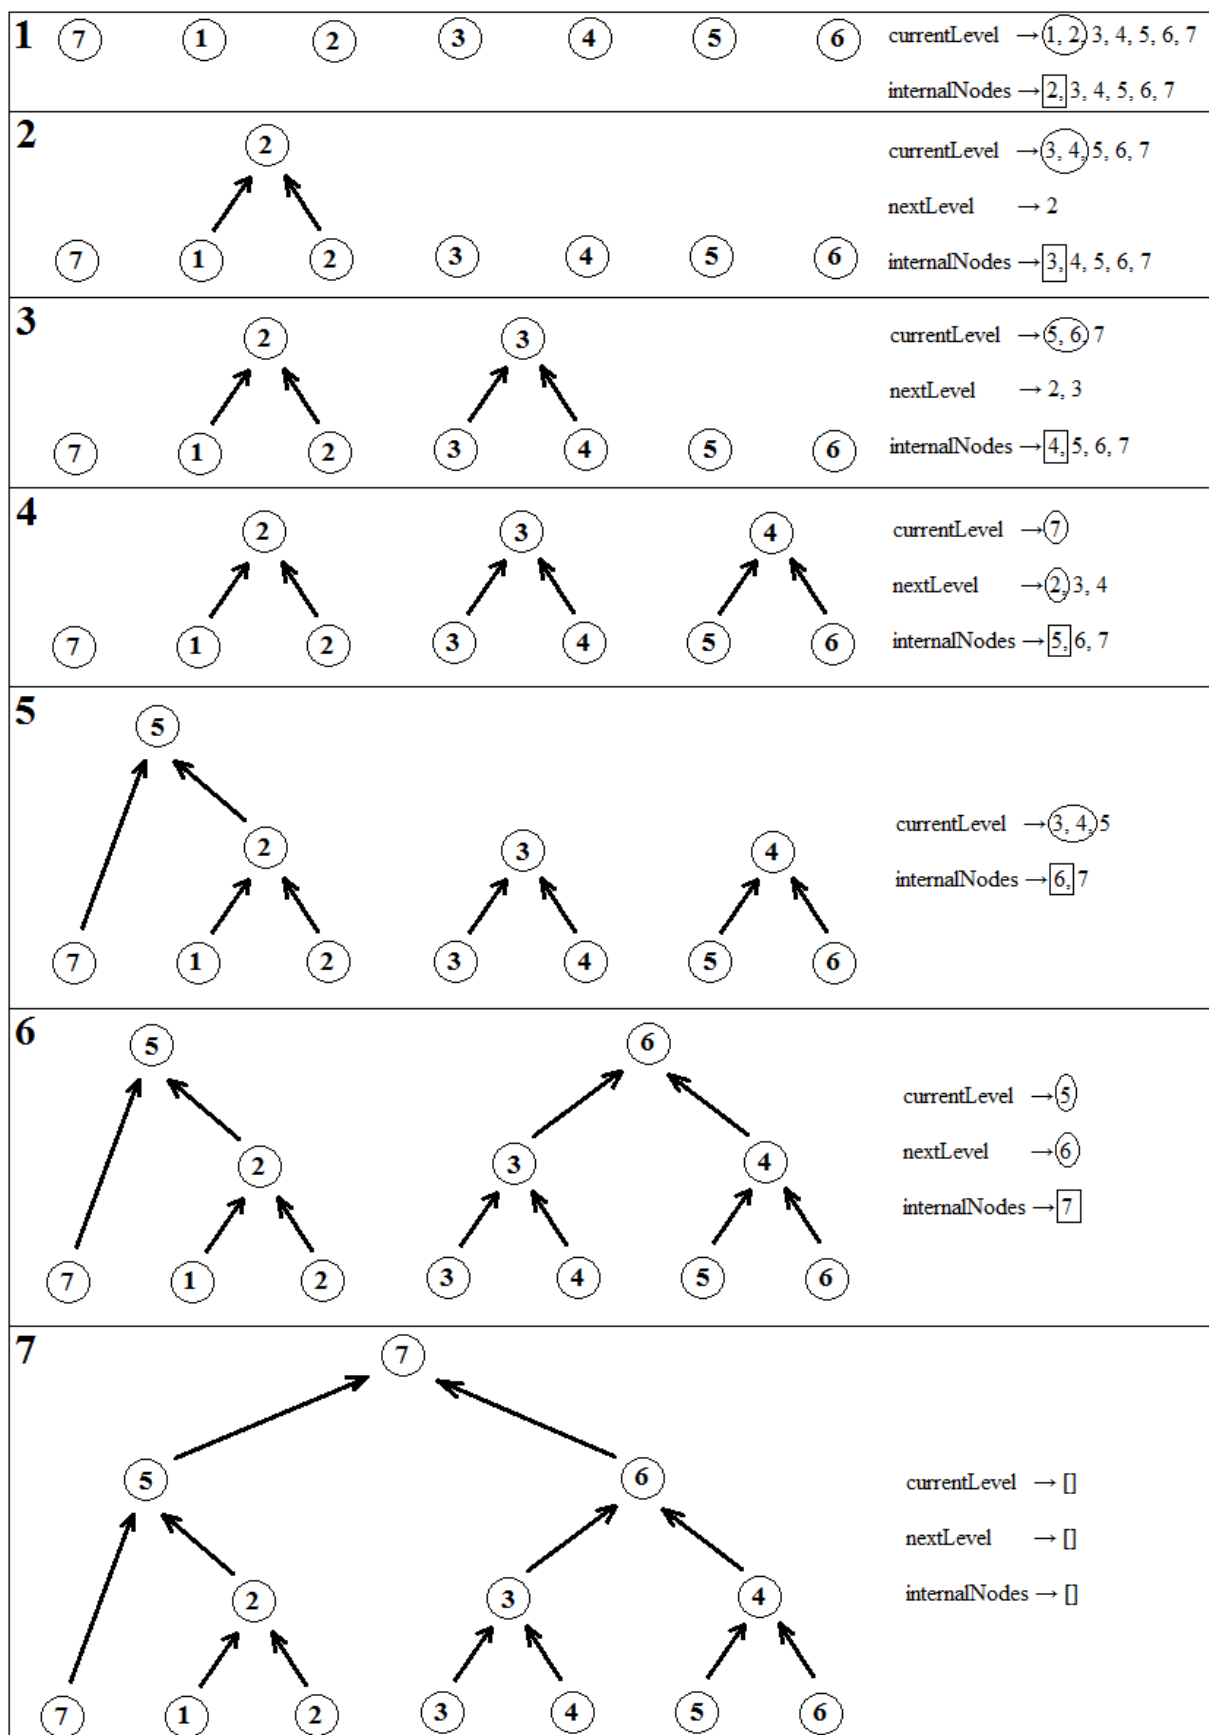 1
7 1 2 3 4 5 6
currentLevel → 1, 2, 3, 4, 5, 6, 7
internalNodes → 2, 3, 4, 5, 6, 7
2
2
7 1 2 3 4 5 6
currentLevel → 3, 4, 5, 6, 7
nextLevel → 2
internalNodes → 3, 4, 5, 6, 7
3
2 3
7 1 2 3 4 5 6
currentLevel → 5, 6, 7
nextLevel → 2, 3
internalNodes → 4, 5, 6, 7
4
2 3 4
7 1 2 3 4 5 6
currentLevel → 7
nextLevel → 2, 3, 4
internalNodes → 5, 6, 7
5
5
2 3 4
7 1 2 3 4 5 6
currentLevel → 3, 4, 5
internalNodes → 6, 7
6
5 6
2 3 4
7 1 2 3 4 5 6
currentLevel → 5
nextLevel → 6
internalNodes → 7
7
7
5 6
2 3 4
7 1 2 3 4 5 6
currentLevel → []
nextLevel → []
internalNodes → []